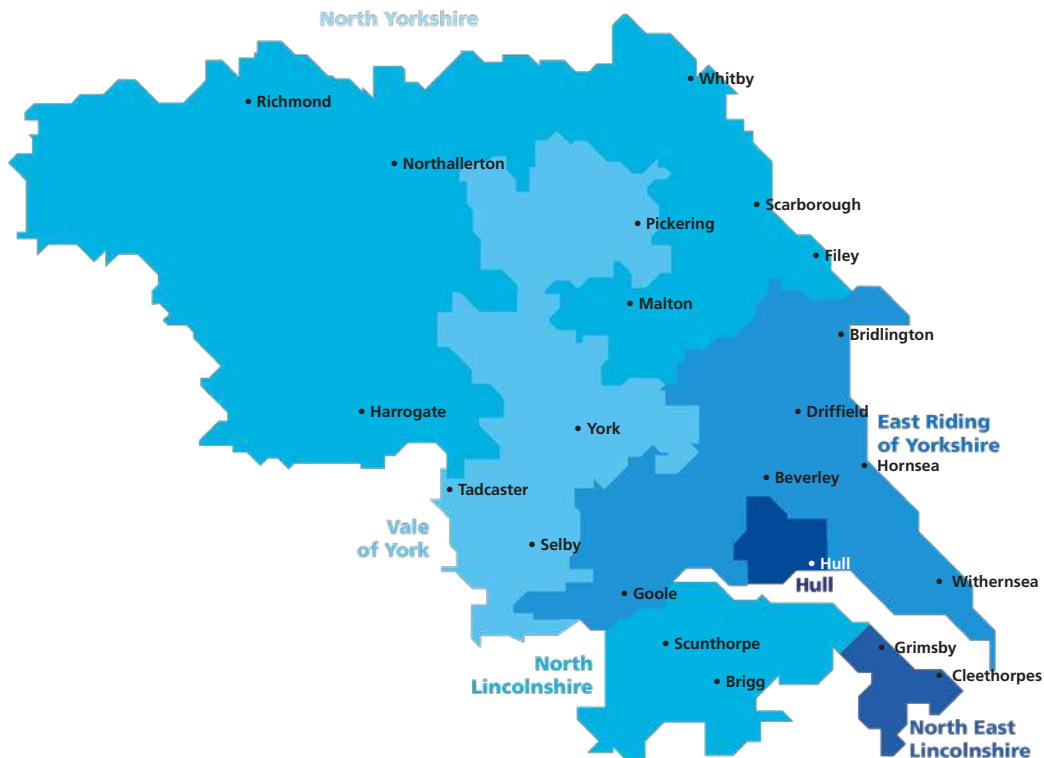 North Yorkshire
Whitby
Richmond
Northallerton
Scarborough
Pickering
Filey
Malton
Bridlington
Harrogate
Driffield
East Riding
of Yorkshire
York
Hornsea
Beverley
Tadcaster
Vale
of York
Selby
Hull
Hull
Withernsea
Goole
Scunthorpe
Grimsby
North
Lincolnshire
Brigg
Cleethorpes
North East
Lincolnshire